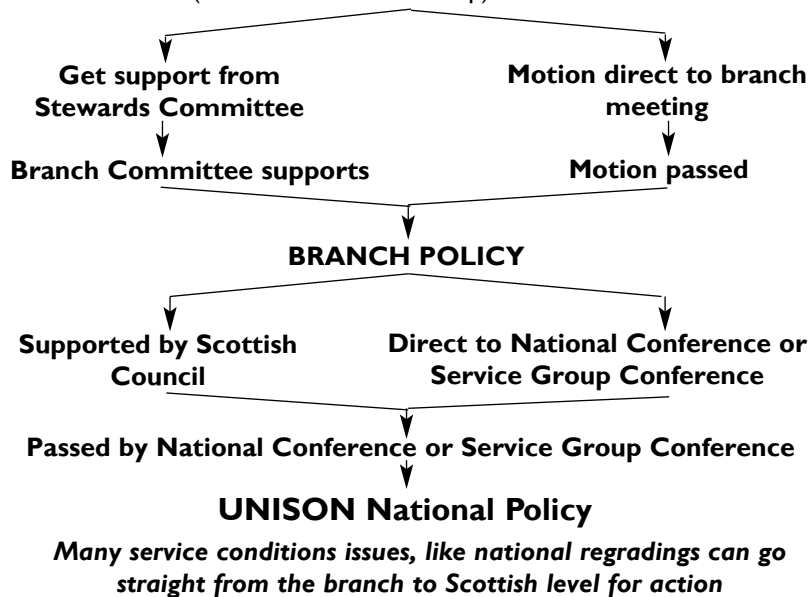 Get support from
Stewards Committee
Motion direct to branch
meeting
Branch Committee supports
Motion passed
BRANCH POLICY
Supported by Scottish
Council
Direct to National Conference or
Service Group Conference
Passed by National Conference or Service Group Conference
UNISON National Policy
Many service conditions issues, like national regradings can go
straight from the branch to Scottish level for action